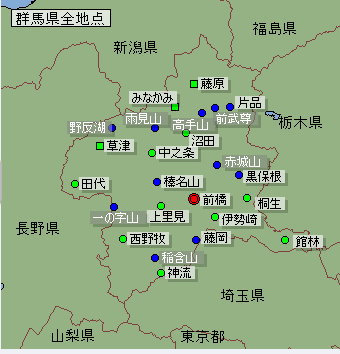 群馬県全地点
福島県
新潟県
藤原
みなかみ
片品
雨見山
前武尊
高手山
栃木県
野反湖
沼田
草津
中之条
赤城山
黒保根
田代
榛名山
前橋
桐生
一の字山
上里見
伊勢崎
長野県
西野牧
藤岡
館林
稲含山
神流
埼玉県
山梨県
東京都